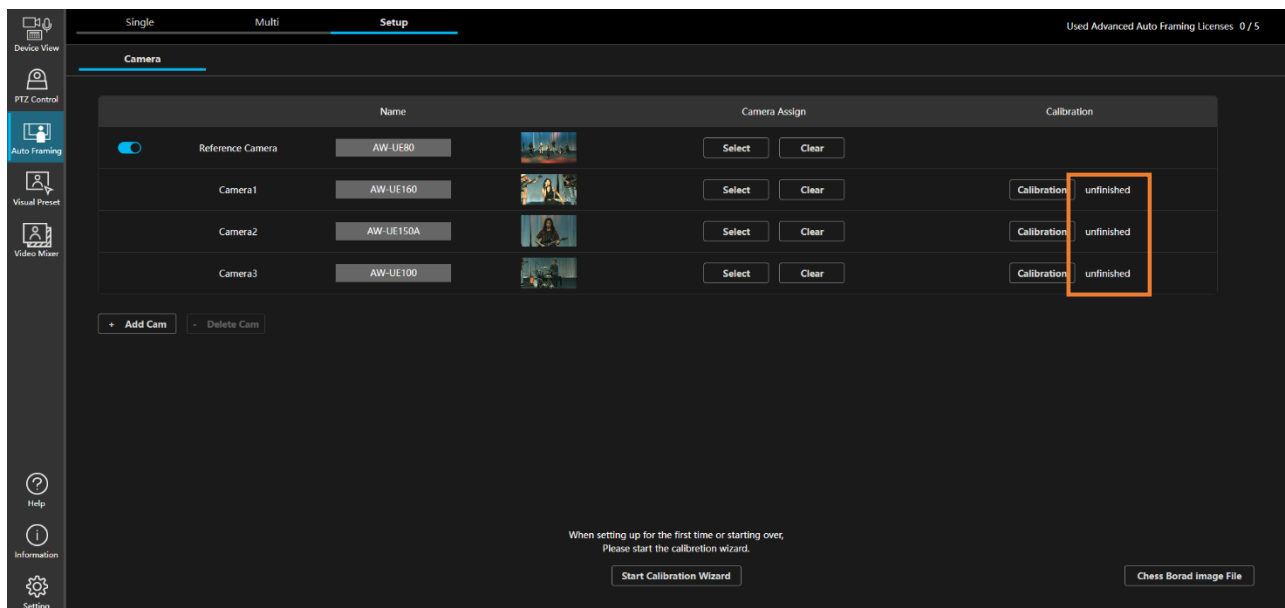 Single Multi Setup Used Advanced Auto Framing Licenses 0 / 5
Device View
Camera
PTZ Control
Name Camera Assign Calibration
Auto Framing
Reference Camera AW-UE80 Select Clear
Camera1 AW-UE160 Select Clear Calibration unfinished
Visual Preset
Camera2 AW-UE150A Select Clear Calibration unfinished
Video Mixer
Camera3 AW-UE100 Select Clear Calibration unfinished
+ Add Cam - Delete Cam
Help
When setting up for the first time or starting over,
Please start the calibretion wizard.
Information
Start Calibration Wizard Chess Borad image File
Setting